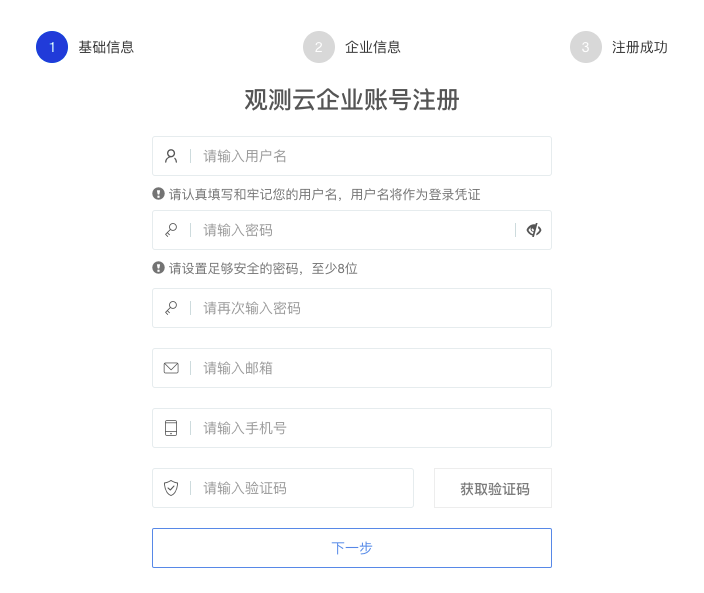 1 基础信息 2 企业信息 3 注册成功
观测云企业账号注册
请输入用户名
请认真填写和牢记您的用户名，用户名将作为登录凭证
请输入密码
请设置足够安全的密码，至少8位
请再次输入密码
请输入邮箱
请输入手机号
请输入验证码 获取验证码
下一步